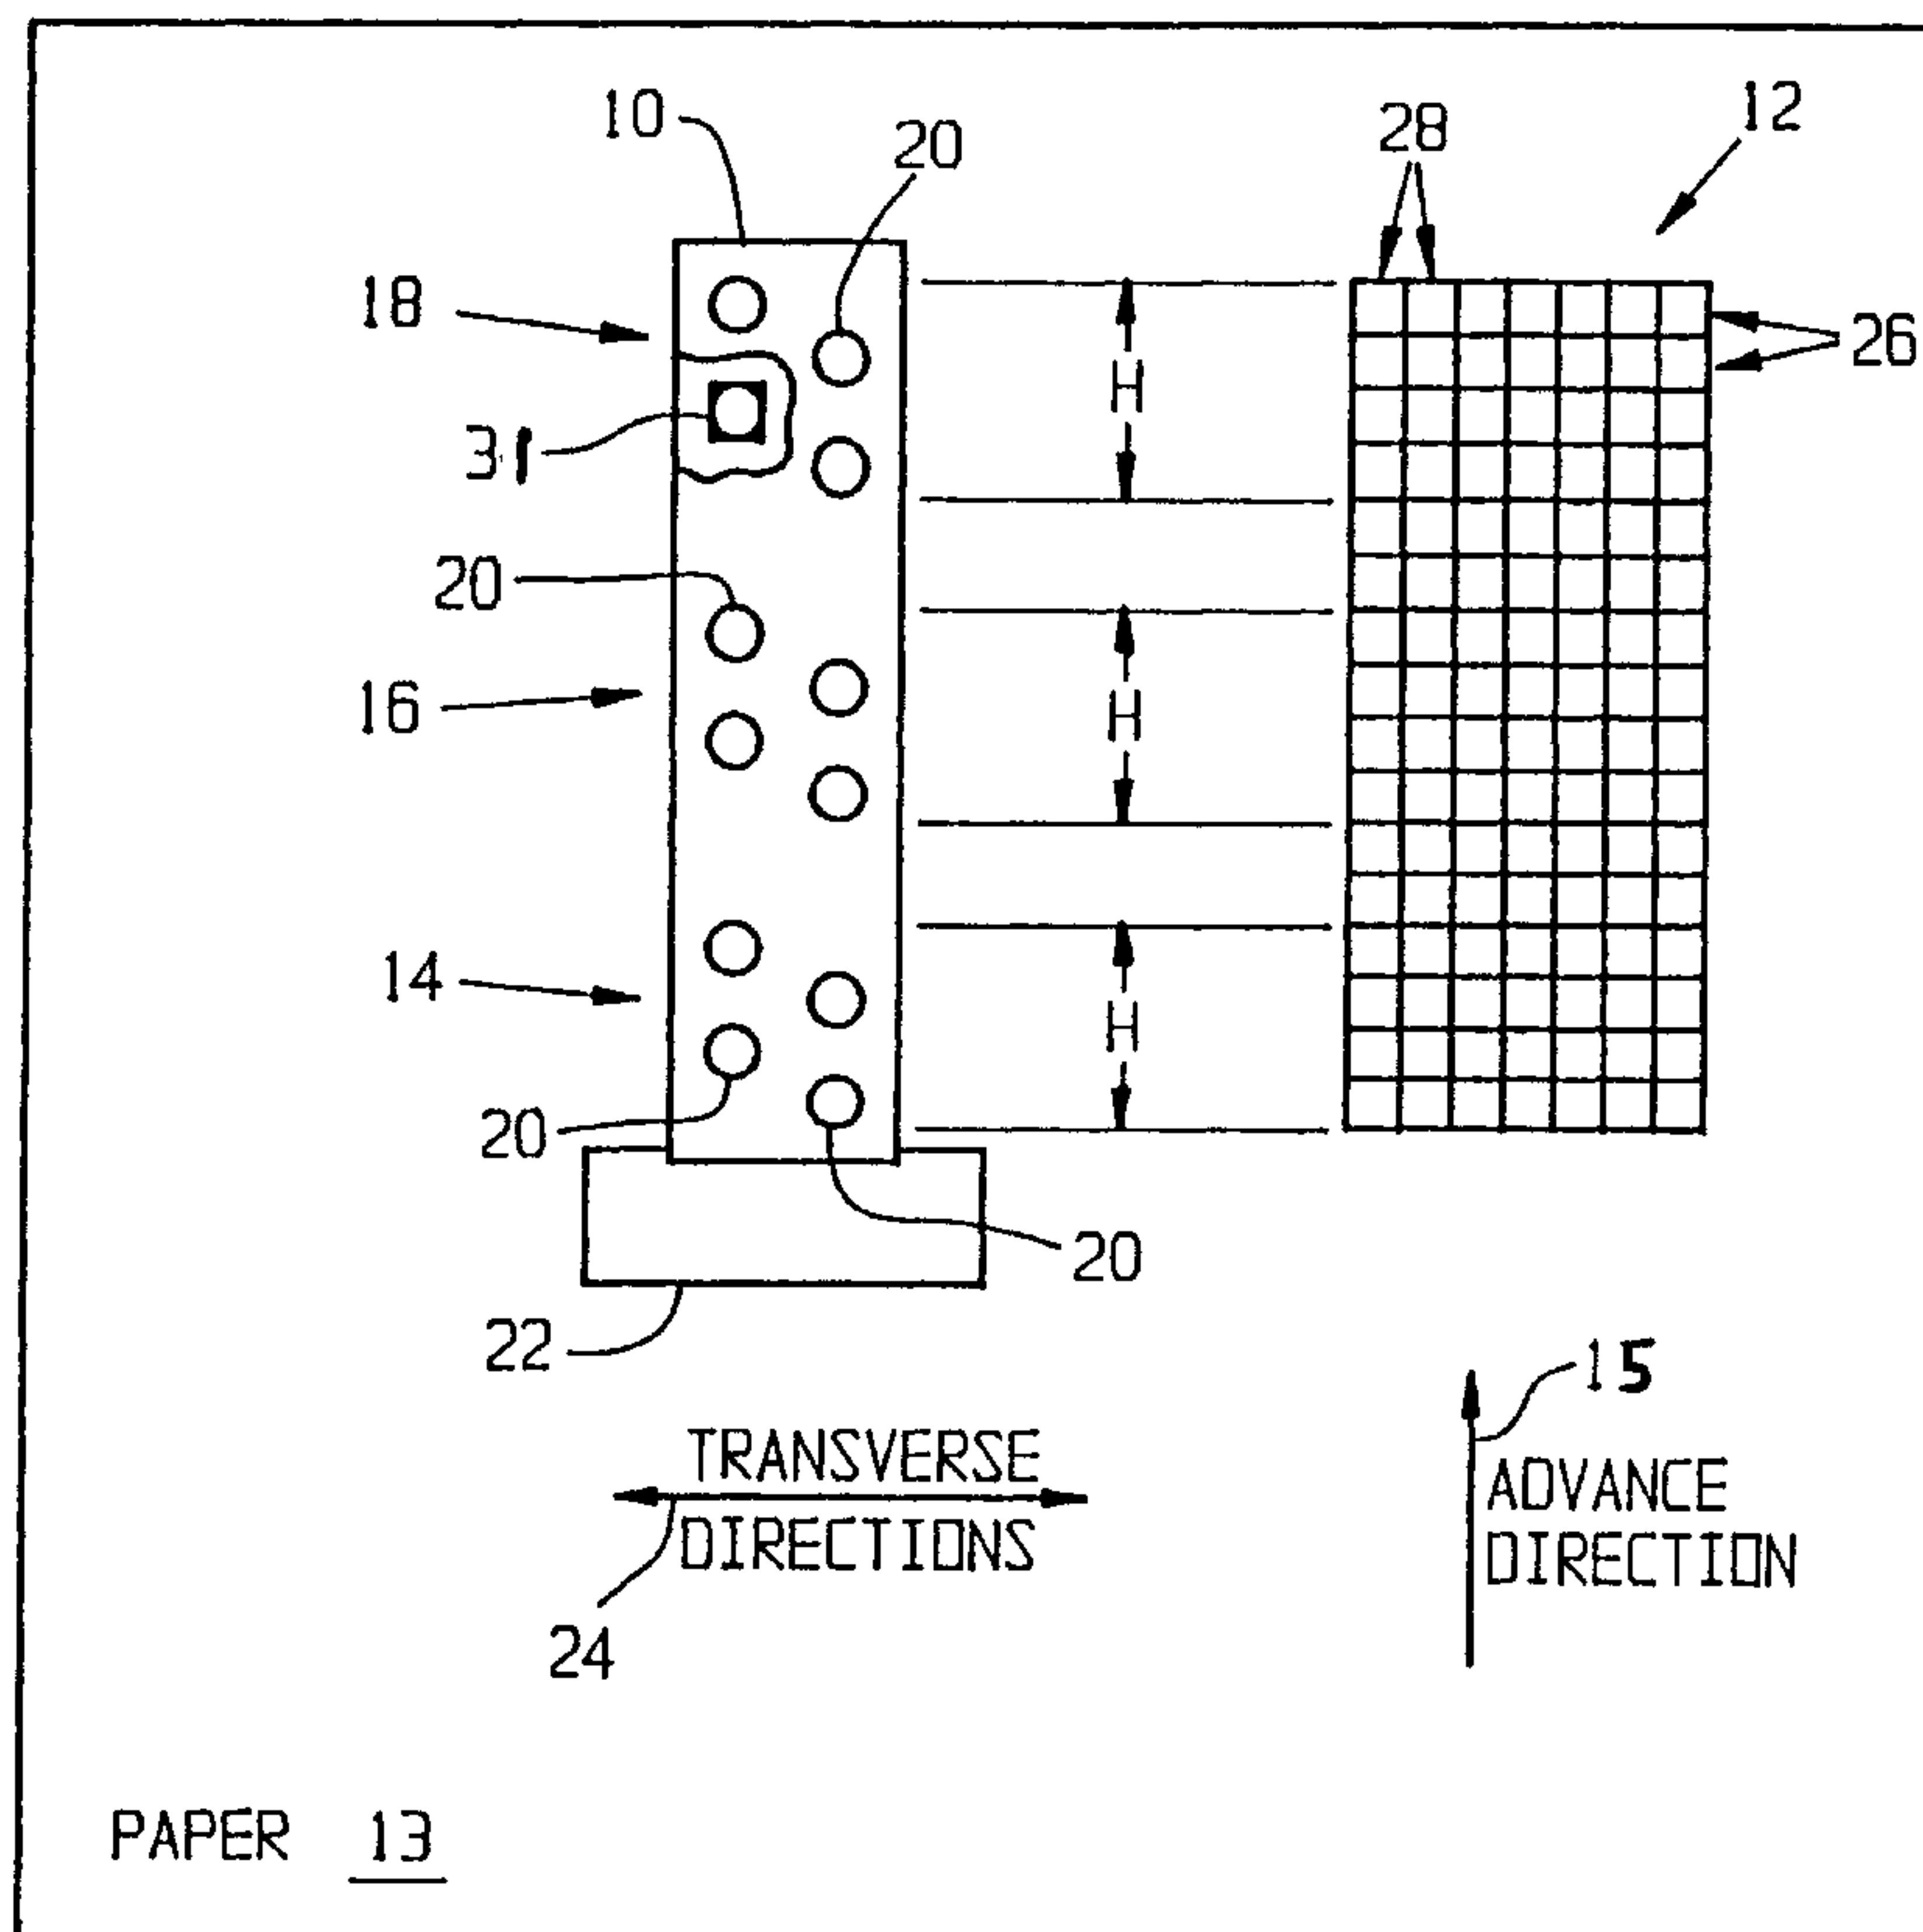 10
20
28
12
18
26
H
31
20
16
H
14
H
20
20
22
15
TRANSVERSE
DIRECTIONS
ADVANCE
DIRECTION
24
PAPER 13